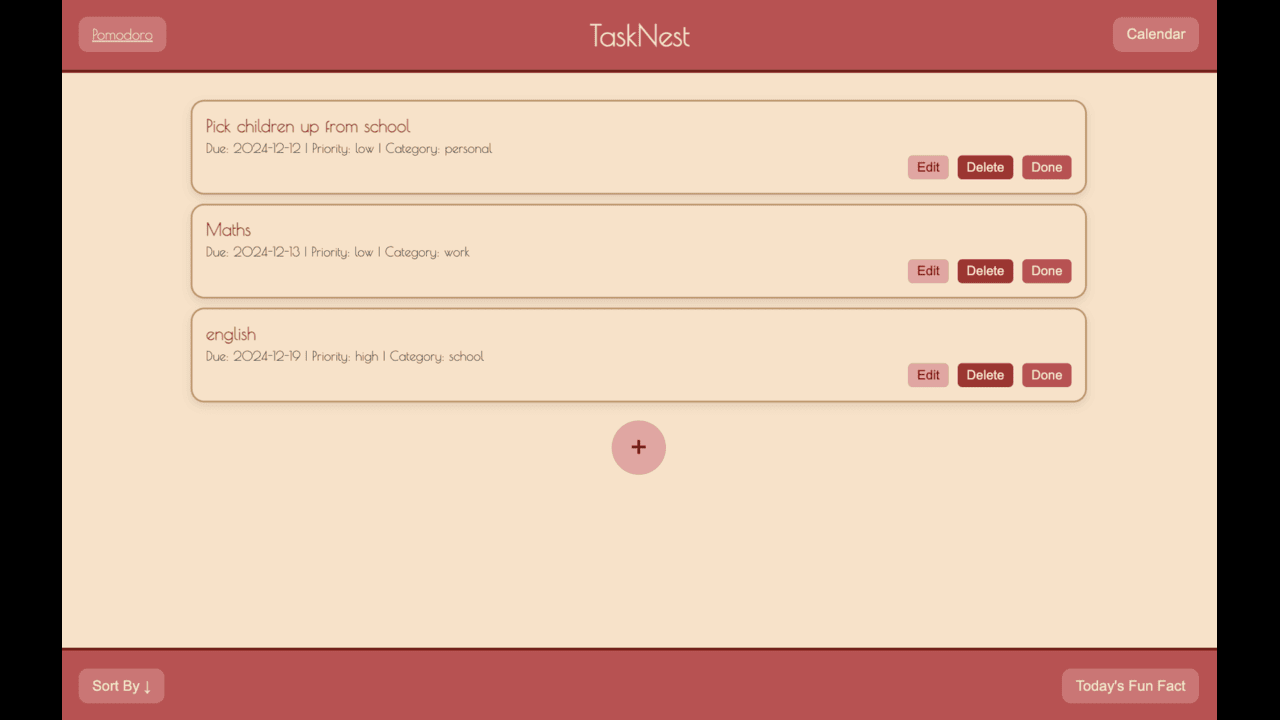 Pomodoro
TaskNest
Calendar
Pick children up from school
Due: 2024-12-12 | Priority: low | Category: personal
Edit
Delete
Done
Maths
Due: 2024-12-13 | Priority: low | Category: work
Edit
Delete
Done
english
Due: 2024-12-19 | Priority: high | Category: school
Edit
Delete
Done
+
Sort By ↓
Today's Fun Fact